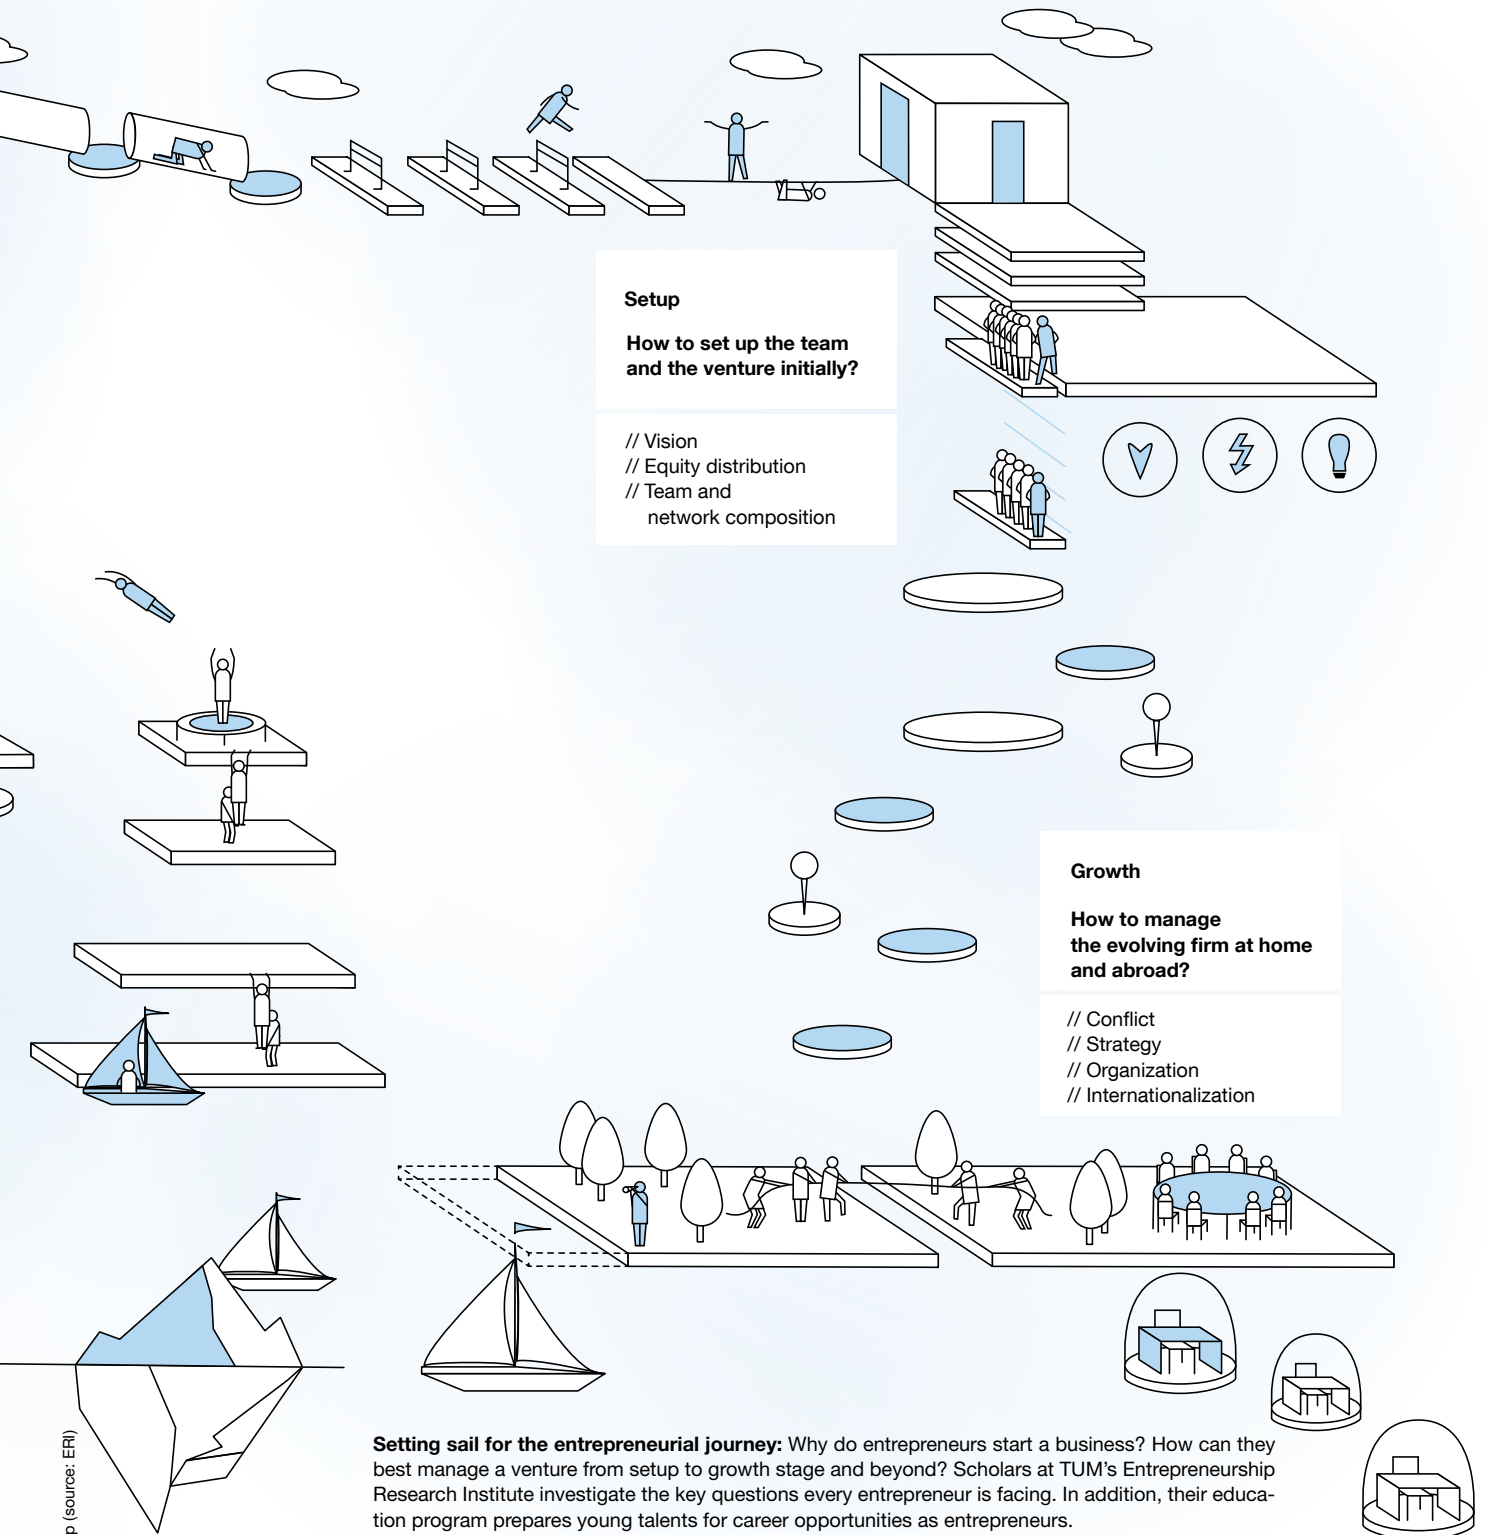 Setup
How to set up the team
and the venture initially?
// Vision
// Equity distribution
// Team and
network composition
Growth
How to manage
the evolving firm at home
and abroad?
// Conflict
// Strategy
// Organization
// Internationalization
Setting sail for the entrepreneurial journey: Why do entrepreneurs start a business? How can they
best manage a venture from setup to growth stage and beyond? Scholars at TUM’s Entrepreneurship
Research Institute investigate the key questions every entrepreneur is facing. In addition, their educa-
tion program prepares young talents for career opportunities as entrepreneurs.
p (source: ERI)